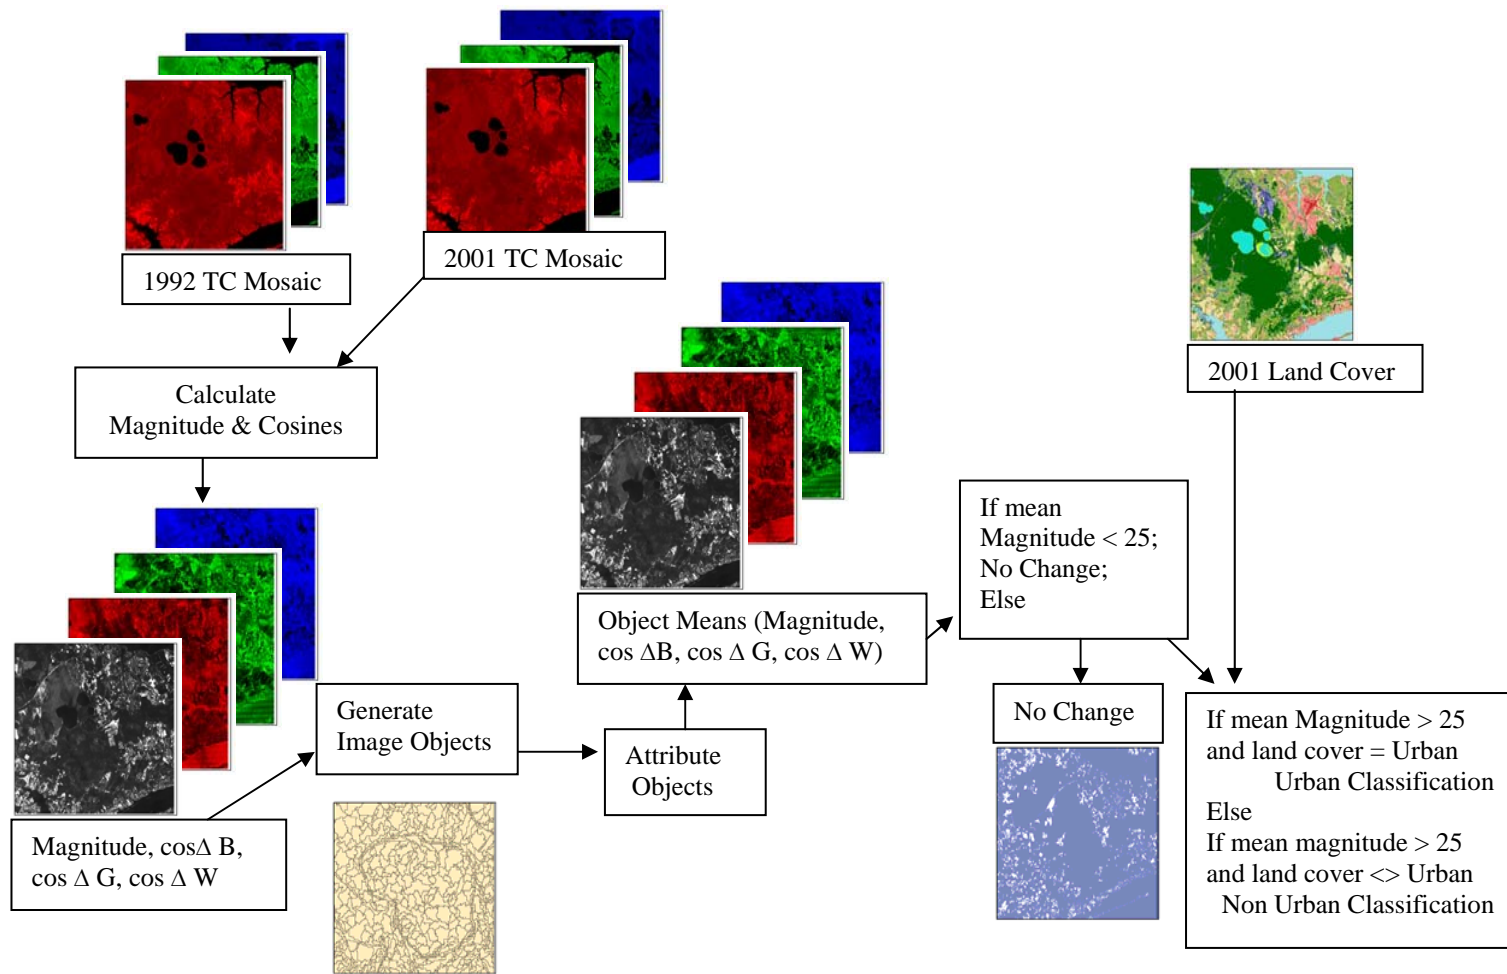 1992 TC Mosaic
2001 TC Mosaic
Calculate
Magnitude & Cosines
Magnitude, cos∆ B,
cos ∆ G, cos ∆ W
Generate
Image Objects
Attribute
Objects
Object Means (Magnitude,
cos ∆B, cos ∆ G, cos ∆ W)
If mean
Magnitude < 25;
No Change;
Else
No Change
2001 Land Cover
If mean Magnitude > 25
and land cover = Urban
Urban Classification
Else
If mean magnitude > 25
and land cover <> Urban
Non Urban Classification